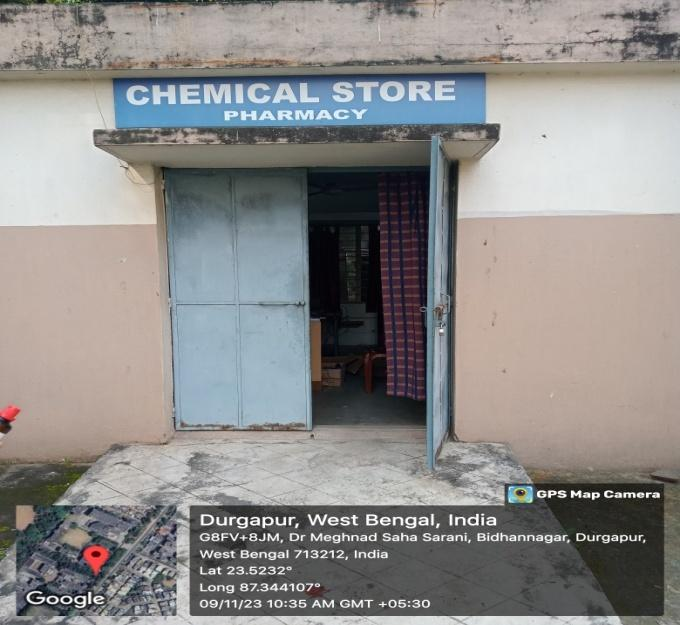 CHEMICAL STORE
PHARMACY
GPS Map Camera
Durgapur, West Bengal, India
G8FV+8JM, Dr Meghnad Saha Sarani, Bidhannagar, Durgapur,
West Bengal 713212, India
Lat 23.5232°
Long 87.344107°
09/11/23 10:35 AM GMT +05:30
Google